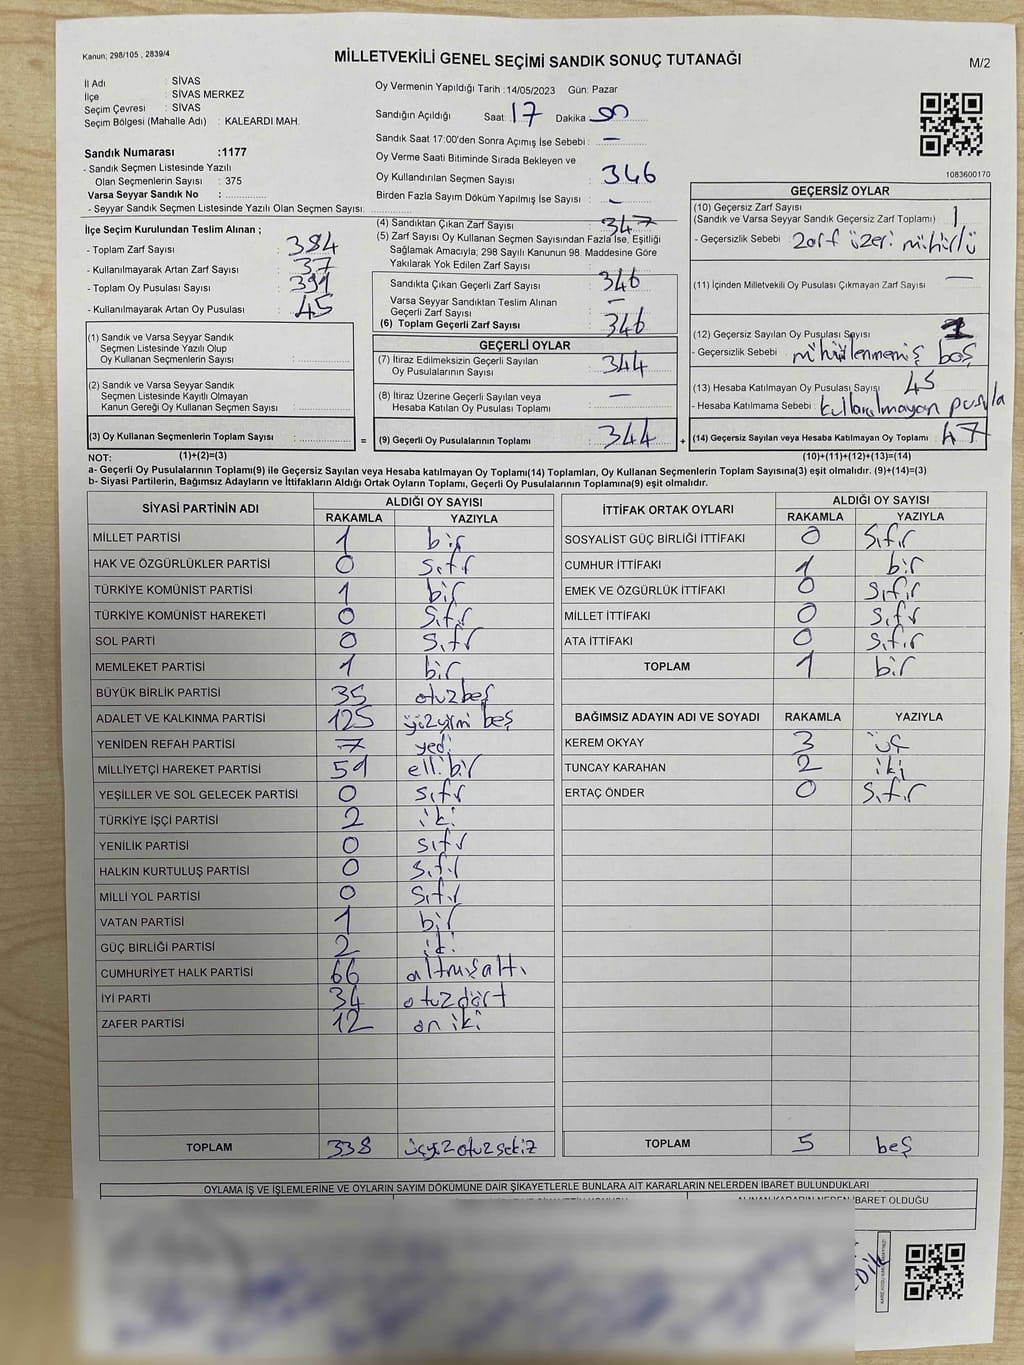 Kanun; 298/105 , 2839/4
MİLLETVEKİLİ GENEL SEÇİMİ SANDIK SONUÇ TUTANAĞI
M/2
İl Adı : SİVAS
İlçe : SİVAS MERKEZ
Seçim Çevresi : SİVAS
Seçim Bölgesi (Mahalle Adı) : KALEARDI MAH.
Sandık Numarası :1177
- Sandık Seçmen Listesinde Yazılı
Olan Seçmenlerin Sayısı : 375
Varsa Seyyar Sandık No :
- Seyyar Sandık Seçmen Listesinde Yazılı Olan Seçmen Sayısı:
İlçe Seçim Kurulundan Teslim Alınan ;
- Toplam Zarf Sayısı : 384
- Kullanılmayarak Artan Zarf Sayısı : 37
- Toplam Oy Pusulası Sayısı : 391
- Kullanılmayarak Artan Oy Pusulası : 45
(1) Sandık ve Varsa Seyyar Sandık
Seçmen Listesinde Yazılı Olup
Oy Kullanan Seçmenlerin Sayısı :
(2) Sandık ve Varsa Seyyar Sandık
Seçmen Listesinde Kayıtlı Olmayan
Kanun Gereği Oy Kullanan Seçmen Sayısı :
(3) Oy Kullanan Seçmenlerin Toplam Sayısı : =
(1)+(2)=(3)
Oy Vermenin Yapıldığı Tarih :14/05/2023 Gün: Pazar
Sandığın Açıldığı Saat: 17 Dakika:
Sandık Saat 17:00'den Sonra Açımış İse Sebebi : —
Oy Verme Saati Bitiminde Sırada Bekleyen ve
Oy Kullandırılan Seçmen Sayısı : 346
Birden Fazla Sayım Döküm Yapılmış İse Sayısı : -
(4) Sandıktan Çıkan Zarf Sayısı : 347
(5) Zarf Sayısı Oy Kullanan Seçmen Sayısından Fazla İse, Eşitliği
Sağlamak Amacıyla; 298 Sayılı Kanunun 98. Maddesine Göre
Yakılarak Yok Edilen Zarf Sayısı :
Sandıkta Çıkan Geçerli Zarf Sayısı : 346
Varsa Seyyar Sandıktan Teslim Alınan
Geçerli Zarf Sayısı : —
(6) Toplam Geçerli Zarf Sayısı : 346
GEÇERLİ OYLAR
(7) İtiraz Edilmeksizin Geçerli Sayılan
Oy Pusulalarının Sayısı : 344
(8) İtiraz Üzerine Geçerli Sayılan veya
Hesaba Katılan Oy Pusulası Toplamı : —
(9) Geçerli Oy Pusulalarının Toplamı : 344 +
1083600170
GEÇERSİZ OYLAR
(10) Geçersiz Zarf Sayısı
(Sandık ve Varsa Seyyar Sandık Geçersiz Zarf Toplamı) : 1
- Geçersizlik Sebebi : zarf üzeri mühürlü
(11) İçinden Milletvekili Oy Pusulası Çıkmayan Zarf Sayısı : —
(12) Geçersiz Sayılan Oy Pusulası Sayısı :
- Geçersizlik Sebebi : mühürlenmemiş boş
(13) Hesaba Katılmayan Oy Pusulası Sayısı : 45
- Hesaba Katılmama Sebebi : kullanılmayan pusula
(14) Geçersiz Sayılan veya Hesaba Katılmayan Oy Toplamı : 47
(10)+(11)+(12)+(13)=(14)
NOT:
a- Geçerli Oy Pusulalarının Toplamı(9) ile Geçersiz Sayılan veya Hesaba katılmayan Oy Toplamı(14) Toplamları, Oy Kullanan Seçmenlerin Toplam Sayısına(3) eşit olmalıdır. (9)+(14)=(3)
b- Siyasi Partilerin, Bağımsız Adayların ve İttifakların Aldığı Ortak Oyların Toplamı, Geçerli Oy Pusulalarının Toplamına(9) eşit olmalıdır.
SİYASİ PARTİNİN ADI ALDIĞI OY SAYISI
RAKAMLA YAZIYLA
MİLLET PARTİSİ 1 bir
HAK VE ÖZGÜRLÜKLER PARTİSİ 0 sıfır
TÜRKİYE KOMÜNİST PARTİSİ 1 bir
TÜRKİYE KOMÜNİST HAREKETİ 0 sıfır
SOL PARTİ 0 sıfır
MEMLEKET PARTİSİ 1 bir
BÜYÜK BİRLİK PARTİSİ 35 otuzbeş
ADALET VE KALKINMA PARTİSİ 125 yüzyirmi beş
YENİDEN REFAH PARTİSİ 7 yedi
MİLLİYETÇİ HAREKET PARTİSİ 51 elli bir
YEŞİLLER VE SOL GELECEK PARTİSİ 0 sıfır
TÜRKİYE İŞÇİ PARTİSİ 2 iki
YENİLİK PARTİSİ 0 sıfır
HALKIN KURTULUŞ PARTİSİ 0 sıfır
MİLLİ YOL PARTİSİ 0 sıfır
VATAN PARTİSİ 1 bir
GÜÇ BİRLİĞİ PARTİSİ 2 iki
CUMHURİYET HALK PARTİSİ 66 altmışaltı
İYİ PARTİ 34 otuzdört
ZAFER PARTİSİ 12 on iki
TOPLAM 338 üçyüzotuzsekiz
İTTİFAK ORTAK OYLARI ALDIĞI OY SAYISI
RAKAMLA YAZIYLA
SOSYALİST GÜÇ BİRLİĞİ İTTİFAKI 0 sıfır
CUMHUR İTTİFAKI 1 bir
EMEK VE ÖZGÜRLÜK İTTİFAKI 0 sıfır
MİLLET İTTİFAKI 0 sıfır
ATA İTTİFAKI 0 sıfır
TOPLAM 1 bir
BAĞIMSIZ ADAYIN ADI VE SOYADI RAKAMLA YAZIYLA
KEREM OKYAY 3 üç
TUNCAY KARAHAN 2 iki
ERTAÇ ÖNDER 0 sıfır
TOPLAM 5 beş
OYLAMA İŞ VE İŞLEMLERİNE VE OYLARIN SAYIM DÖKÜMÜNE DAİR ŞİKAYETLERLE BUNLARA AİT KARARLARIN NELERDEN İBARET BULUNDUKLARI
ALINAN KARARIN NEDEN İBARET OLDUĞU